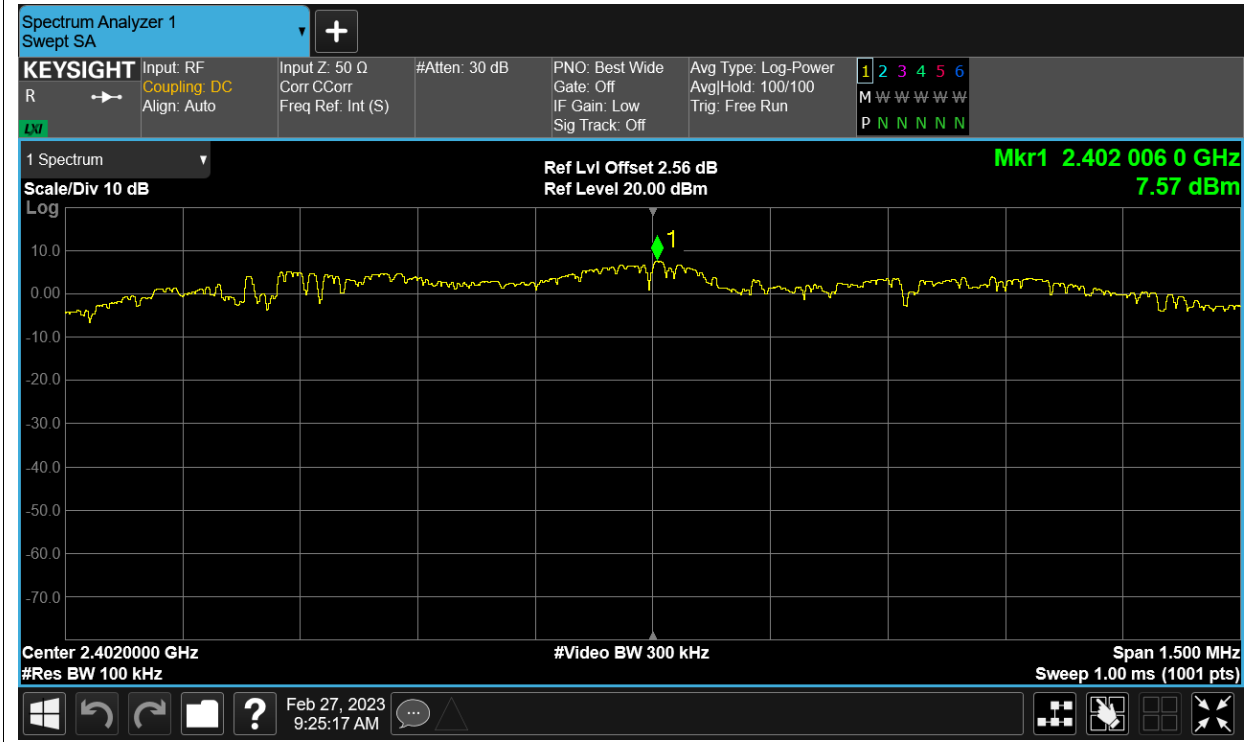 Spectrum Analyzer 1
Swept SA
KEYSIGHT
R
LXI
Input: RF
Coupling: DC
Align: Auto
Input Z: 50 Ω
Corr CCorr
Freq Ref: Int (S)
#Atten: 30 dB
PNO: Best Wide
Gate: Off
IF Gain: Low
Sig Track: Off
Avg Type: Log-Power
Avg|Hold: 100/100
Trig: Free Run
1 2 3 4 5 6
M W W W W W
P N N N N N
1 Spectrum
Scale/Div 10 dB
Log
Ref Lvl Offset 2.56 dB
Ref Level 20.00 dBm
Mkr1 2.402 006 0 GHz
7.57 dBm
1
10.0
0.00
-10.0
-20.0
-30.0
-40.0
-50.0
-60.0
-70.0
Center 2.4020000 GHz
#Res BW 100 kHz
#Video BW 300 kHz
Span 1.500 MHz
Sweep 1.00 ms (1001 pts)
?
Feb 27, 2023
9:25:17 AM